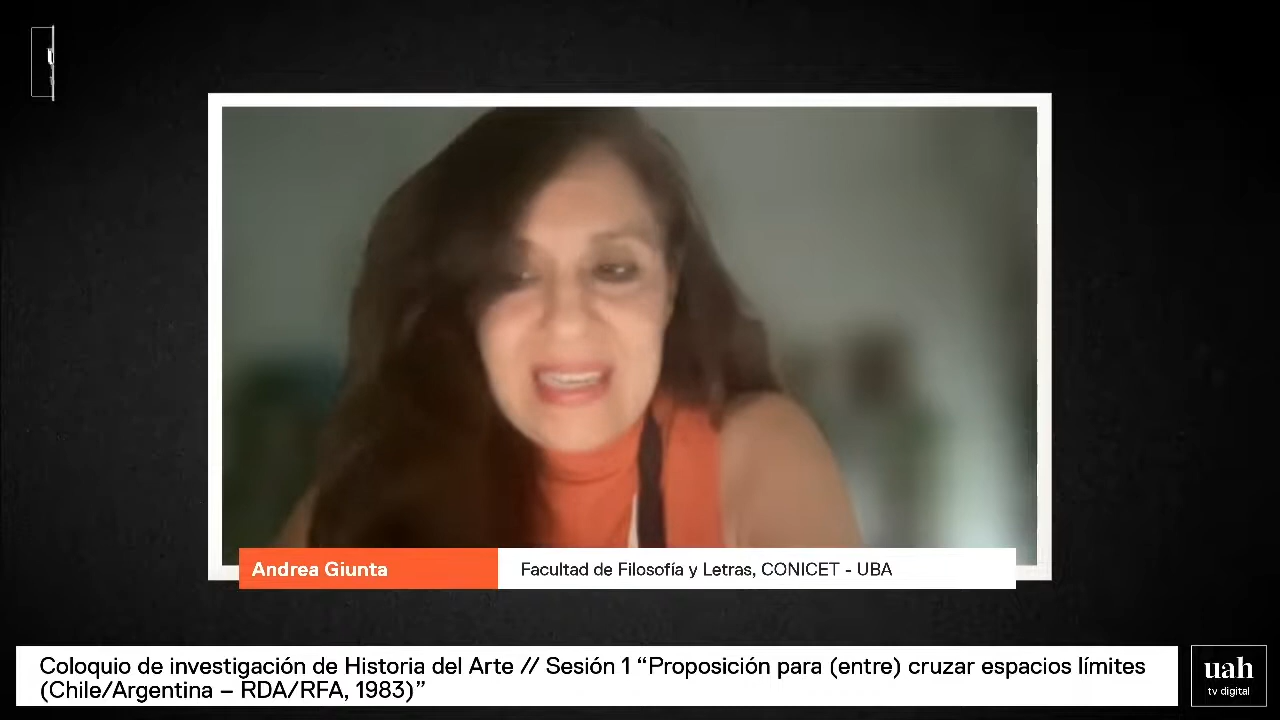 Andrea Giunta
Facultad de Filosofía y Letras, CONICET - UBA
Coloquio de investigación de Historia del Arte // Sesión 1 “Proposición para (entre) cruzar espacios límites
(Chile/Argentina – RDA/RFA, 1983)”
uah
tv digital